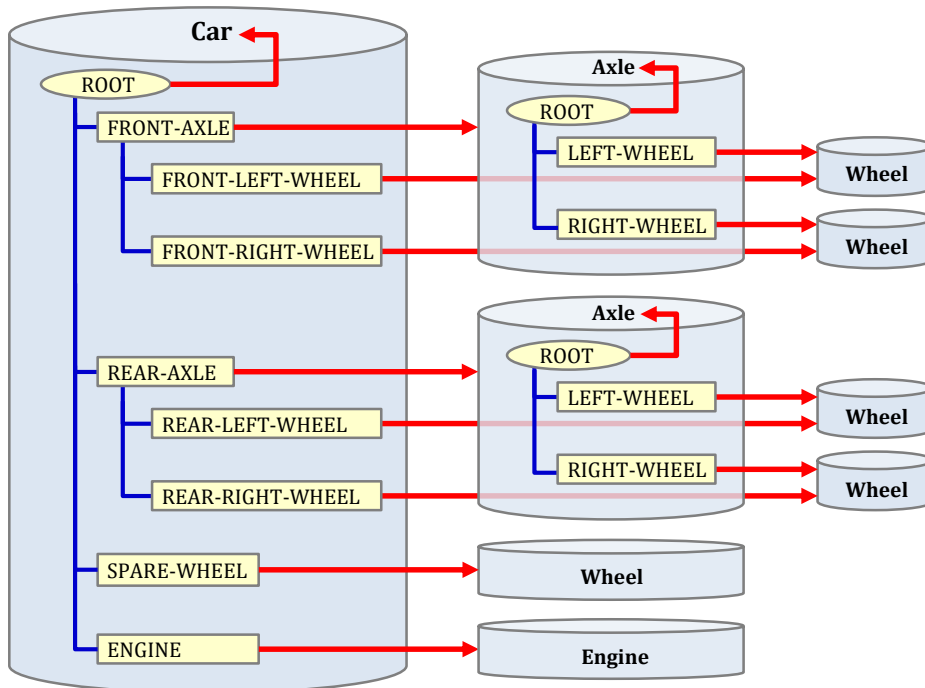 Car
ROOT
FRONT-AXLE
FRONT-LEFT-WHEEL
FRONT-RIGHT-WHEEL
REAR-AXLE
REAR-LEFT-WHEEL
REAR-RIGHT-WHEEL
SPARE-WHEEL
ENGINE
Axle
ROOT
LEFT-WHEEL
RIGHT-WHEEL
Wheel
Wheel
Axle
ROOT
LEFT-WHEEL
RIGHT-WHEEL
Wheel
Wheel
Wheel
Engine